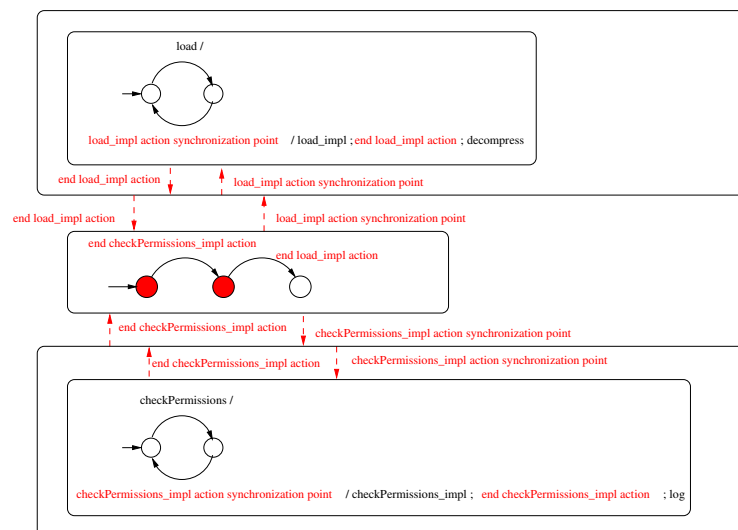 load /
load_impl action synchronization point / load_impl ; end load_impl action ; decompress
end load_impl action
load_impl action synchronization point
end load_impl action
load_impl action synchronization point
end checkPermissions_impl action
end load_impl action
end checkPermissions_impl action
checkPermissions_impl action synchronization point
end checkPermissions_impl action
checkPermissions_impl action synchronization point
checkPermissions /
checkPermissions_impl action synchronization point / checkPermissions_impl ; end checkPermissions_impl action ; log